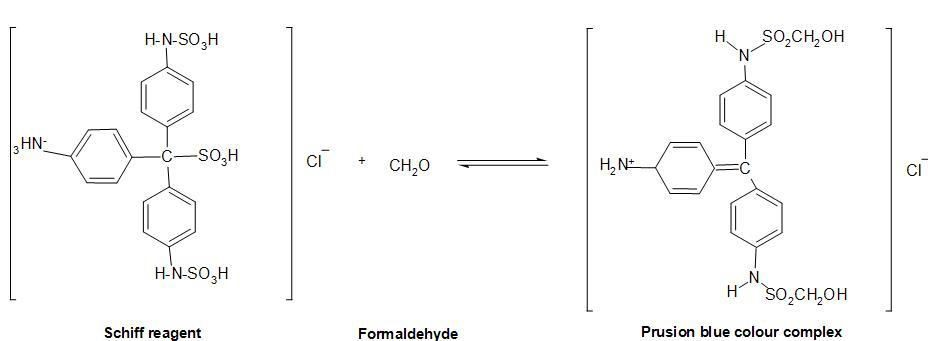 H-N-SO3H
3HN-
C
SO3H
H-N-SO3H
Cl-
+
CH2O
H
N
SO2CH2OH
H2N+
C
H
N
SO2CH2OH
Cl-
Schiff reagent
Formaldehyde
Prusion blue colour complex